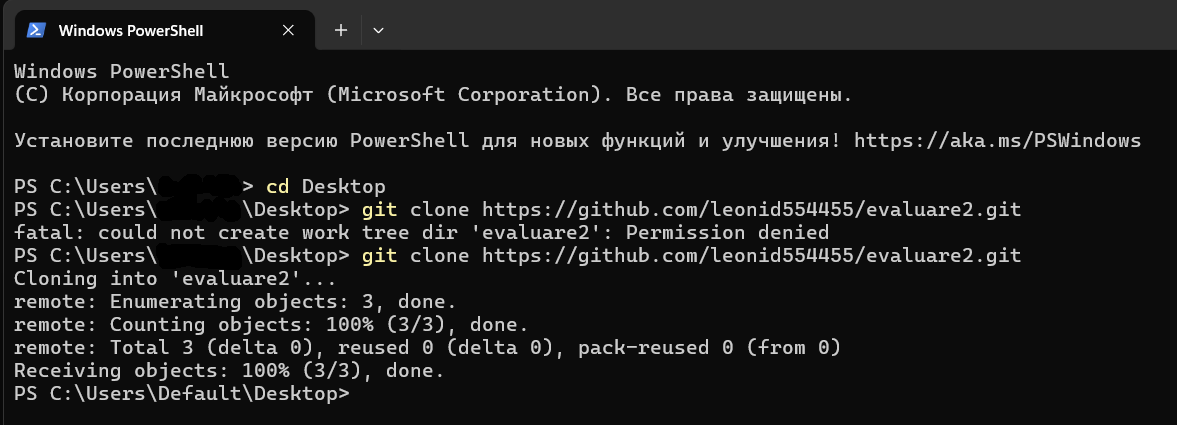 Windows PowerShell
Windows PowerShell
(C) Корпорация Майкрософт (Microsoft Corporation). Все права защищены.
Установите последнюю версию PowerShell для новых функций и улучшения! https://aka.ms/PSWindows
PS C:\Users\> cd Desktop
PS C:\Users\\Desktop> git clone https://github.com/leonid554455/evaluare2.git
fatal: could not create work tree dir 'evaluare2': Permission denied
PS C:\Users\\Desktop> git clone https://github.com/leonid554455/evaluare2.git
Cloning into 'evaluare2'...
remote: Enumerating objects: 3, done.
remote: Counting objects: 100% (3/3), done.
remote: Total 3 (delta 0), reused 0 (delta 0), pack-reused 0 (from 0)
Receiving objects: 100% (3/3), done.
PS C:\Users\Default\Desktop>